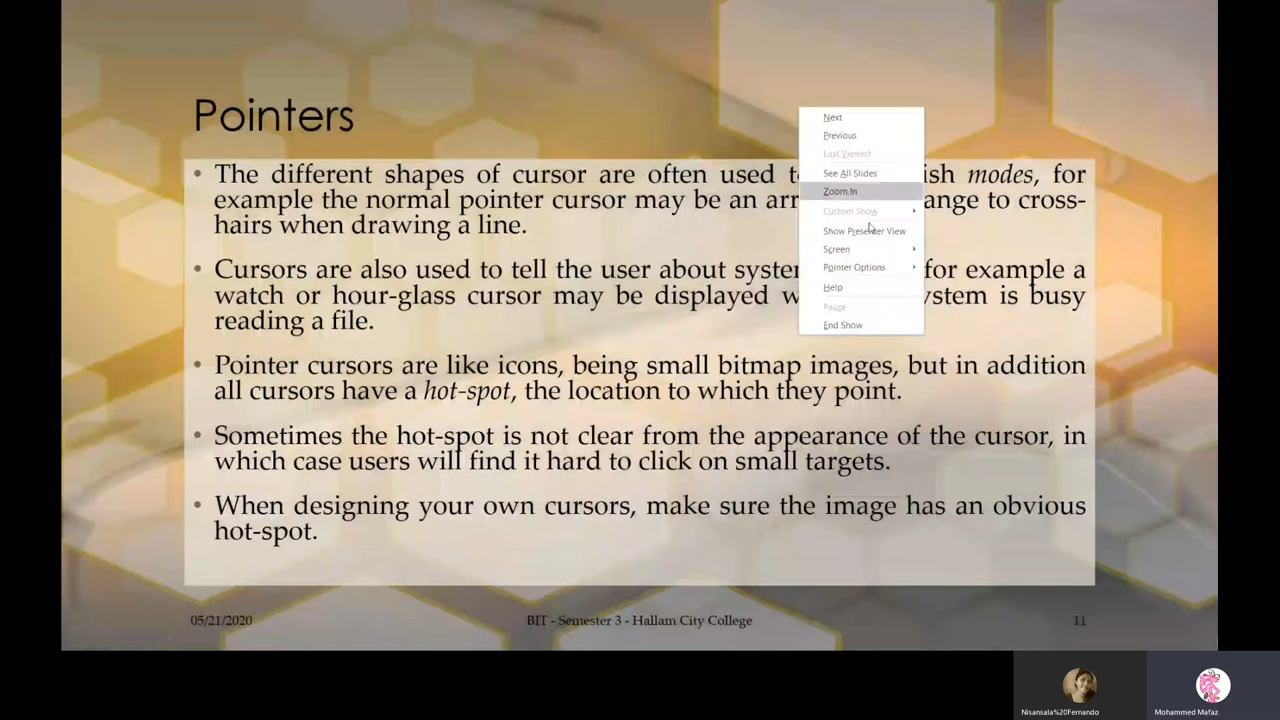 Pointers
• The different shapes of cursor are often used t ish modes, for
example the normal pointer cursor may be an arr ange to cross-
hairs when drawing a line.
• Cursors are also used to tell the user about system for example a
watch or hour-glass cursor may be displayed w ystem is busy
reading a file.
• Pointer cursors are like icons, being small bitmap images, but in addition
all cursors have a hot-spot, the location to which they point.
• Sometimes the hot-spot is not clear from the appearance of the cursor, in
which case users will find it hard to click on small targets.
• When designing your own cursors, make sure the image has an obvious
hot-spot.
Next
Previous
Last Viewed
See All Slides
Zoom In
Custom Show
Show Presenter View
Screen
Pointer Options
Help
Pause
End Show
05/21/2020
BIT - Semester 3 - Hallam City College
11
Nisansala%20Fernando
Mohammed Mafaz